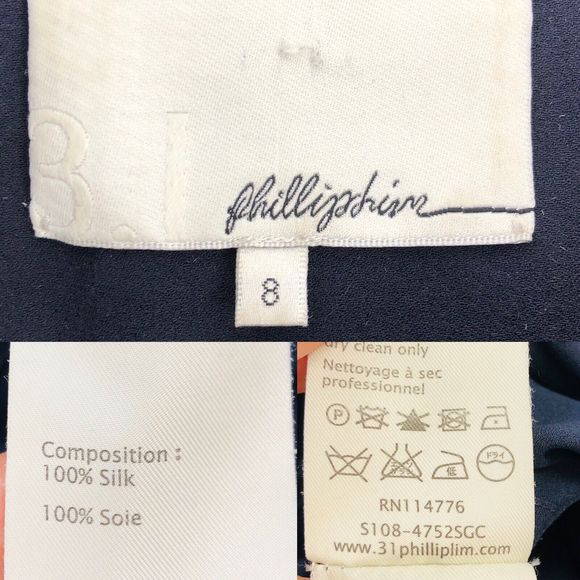 3.1
phillip lim
8
Composition :
100% Silk
100% Soie
dry clean only
Nettoyage à sec
professionnel
P
低
ドライ
RN114776
S108-4752SGC
www.31philliplim.com